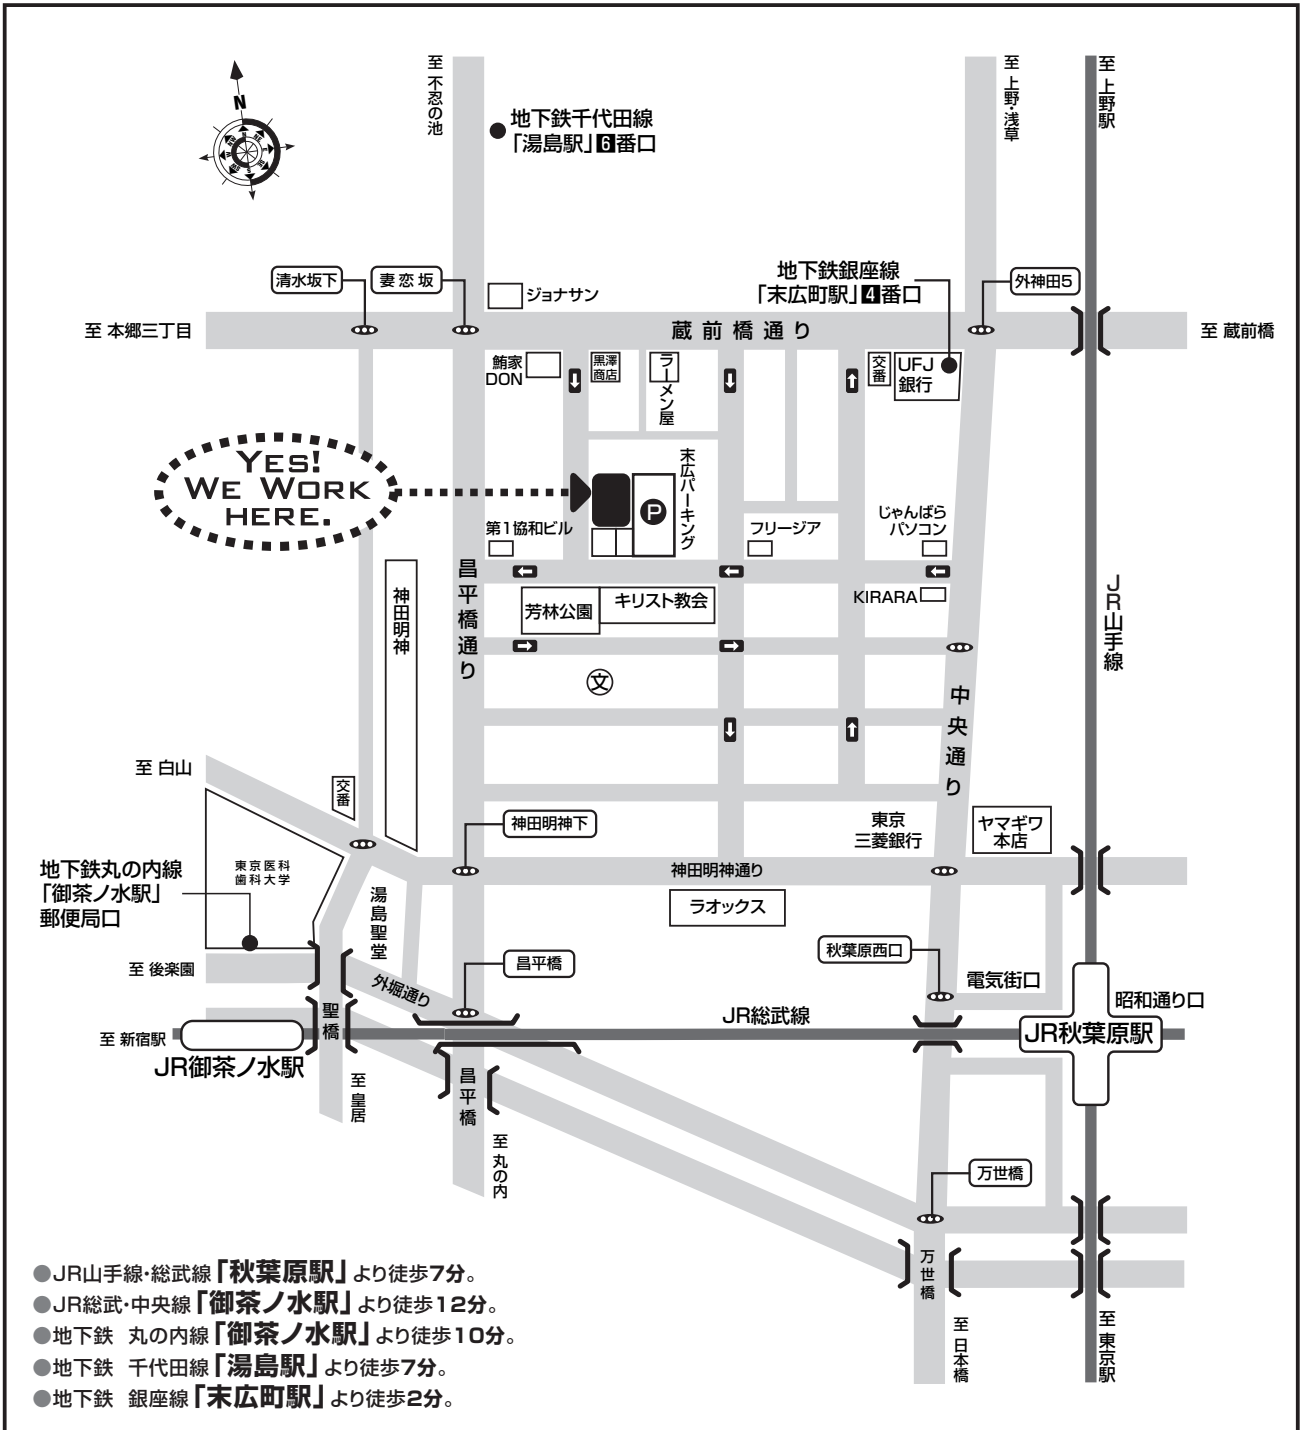 至 不忍の池
至 上野・浅草
至 上野駅
N
地下鉄千代田線
「湯島駅」6番口
清水坂下
妻恋坂
ジョナサン
地下鉄銀座線
「末広町駅」4番口
外神田5
至 本郷三丁目
蔵前橋通り
至 蔵前橋
鮪家
DON
黒澤
商店
ラーメン屋
交番
UFJ
銀行
YES!
WE WORK
HERE.
末広パーキング
P
第1協和ビル
フリージア
じゃんぱら
パソコン
昌平橋通り
神田明神
芳林公園
キリスト教会
KIRARA
JR山手線
文
中央通り
至 白山
交番
神田明神下
東京
三菱銀行
ヤマギワ
本店
地下鉄丸の内線
「御茶ノ水駅」
郵便局口
東京医科
歯科大学
神田明神通り
湯島聖堂
ラオックス
至 後楽園
外堀通り
昌平橋
秋葉原西口
電気街口
昭和通り口
聖橋
JR総武線
至 新宿駅
JR御茶ノ水駅
JR秋葉原駅
至 皇居
昌平橋
至 丸の内
万世橋
万世橋
至 日本橋
至 東京駅
●JR山手線・総武線「秋葉原駅」より徒歩7分。
●JR総武・中央線「御茶ノ水駅」より徒歩12分。
●地下鉄 丸の内線「御茶ノ水駅」より徒歩10分。
●地下鉄 千代田線「湯島駅」より徒歩7分。
●地下鉄 銀座線「末広町駅」より徒歩2分。